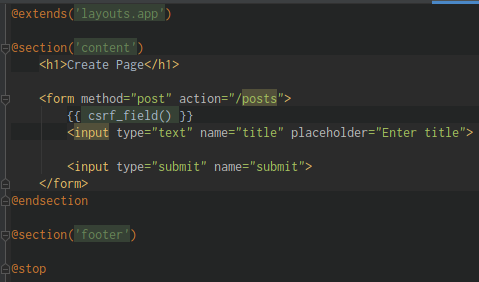 @extends('layouts.app')
@section('content')
<h1>Create Page</h1>
<form method="post" action="/posts">
{{ csrf_field() }}
<input type="text" name="title" placeholder="Enter title">
<input type="submit" name="submit">
</form>
@endsection
@section('footer')
@stop